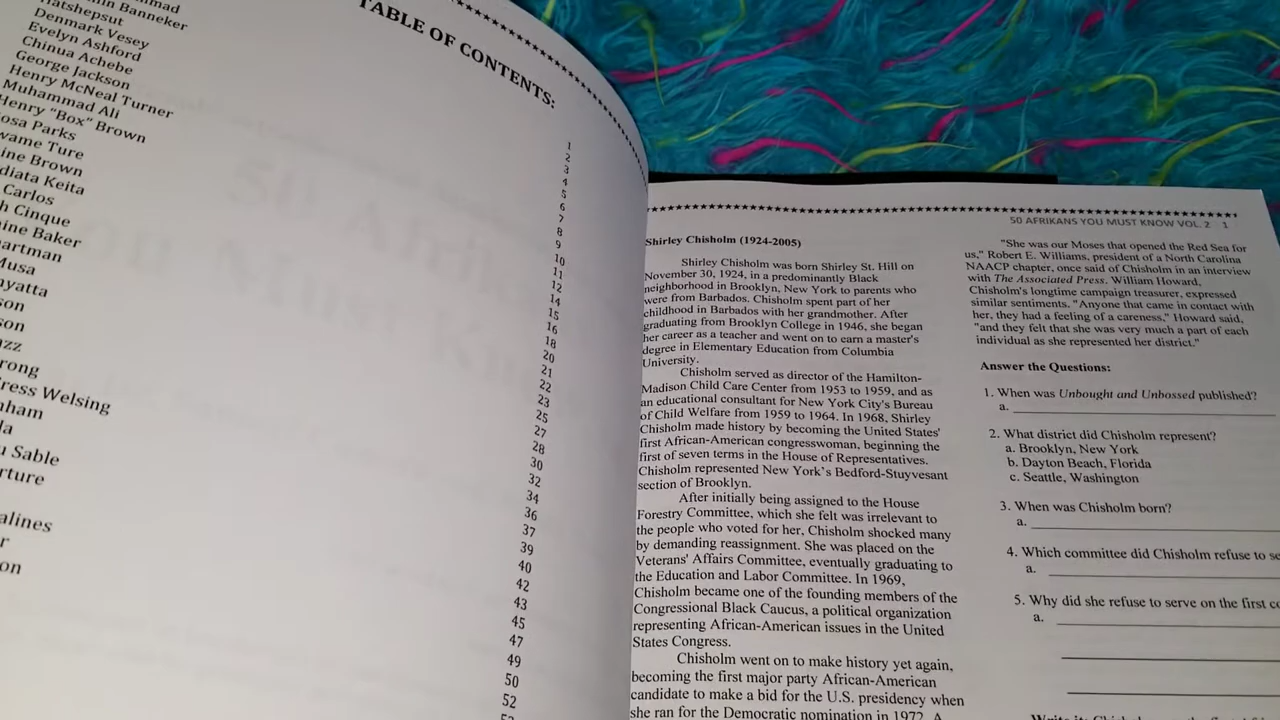 TABLE OF CONTENTS:
Banneker
Hatshepsut
Denmark Vesey
Evelyn Ashford
Chinua Achebe
George Jackson
Henry McNeal Turner
Muhammad Ali
Henry "Box" Brown
Carlos
Cinque
Baker
Welsing
Sable
1
2
3
4
5
6
7
8
9
10
11
12
14
15
16
18
20
21
22
23
25
27
28
30
32
34
36
37
39
40
42
43
45
47
49
50
52
50 AFRIKANS YOU MUST KNOW VOL. 2 1
Shirley Chisholm (1924-2005)
Shirley Chisholm was born Shirley St. Hill on
November 30, 1924, in a predominantly Black
neighborhood in Brooklyn, New York to parents who
were from Barbados. Chisholm spent part of her
childhood in Barbados with her grandmother. After
graduating from Brooklyn College in 1946, she began
her career as a teacher and went on to earn a master's
degree in Elementary Education from Columbia
University.
Chisholm served as director of the Hamilton-
Madison Child Care Center from 1953 to 1959, and as
an educational consultant for New York City's Bureau
of Child Welfare from 1959 to 1964. In 1968, Shirley
Chisholm made history by becoming the United States'
first African-American congresswoman, beginning the
first of seven terms in the House of Representatives.
Chisholm represented New York's Bedford-Stuyvesant
section of Brooklyn.
After initially being assigned to the House
Forestry Committee, which she felt was irrelevant to
the people who voted for her, Chisholm shocked many
by demanding reassignment. She was placed on the
Veterans' Affairs Committee, eventually graduating to
the Education and Labor Committee. In 1969,
Chisholm became one of the founding members of the
Congressional Black Caucus, a political organization
representing African-American issues in the United
States Congress.
Chisholm went on to make history yet again,
becoming the first major party African-American
candidate to make a bid for the U.S. presidency when
she ran for the Democratic nomination in 1972. A
"She was our Moses that opened the Red Sea for
us," Robert E. Williams, president of a North Carolina
NAACP chapter, once said of Chisholm in an interview
with The Associated Press. William Howard,
Chisholm's longtime campaign treasurer, expressed
similar sentiments. "Anyone that came in contact with
her, they had a feeling of a careness," Howard said,
"and they felt that she was very much a part of each
individual as she represented her district."
Answer the Questions:
1. When was Unbought and Unbossed published?
a.
2. What district did Chisholm represent?
a. Brooklyn, New York
b. Dayton Beach, Florida
c. Seattle, Washington
3. When was Chisholm born?
a.
4. Which committee did Chisholm refuse to
a.
5. Why did she refuse to serve on the first
a.